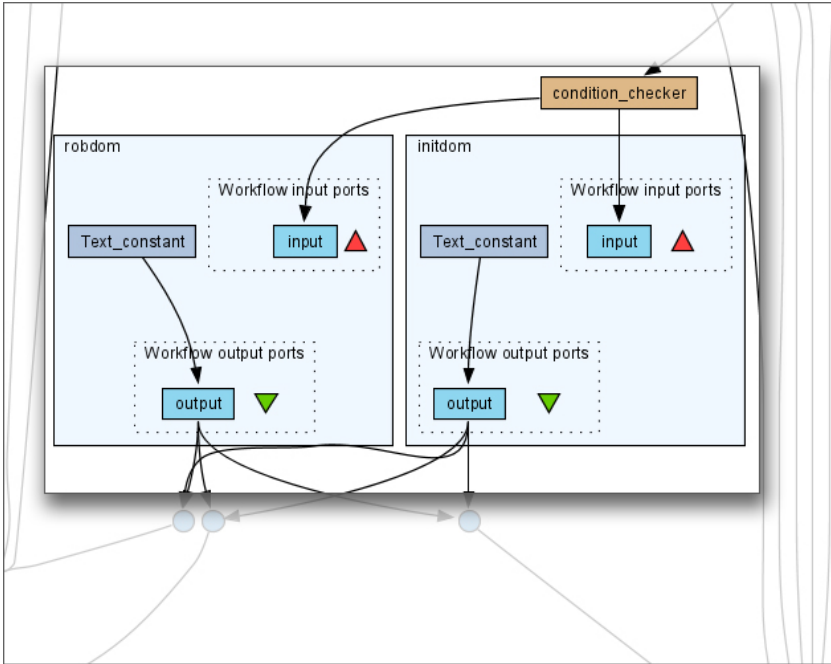 condition_checker
robdom
initdom
Workflow input ports
Workflow input ports
Text_constant
input
Text_constant
input
Workflow output ports
Workflow output ports
output
output